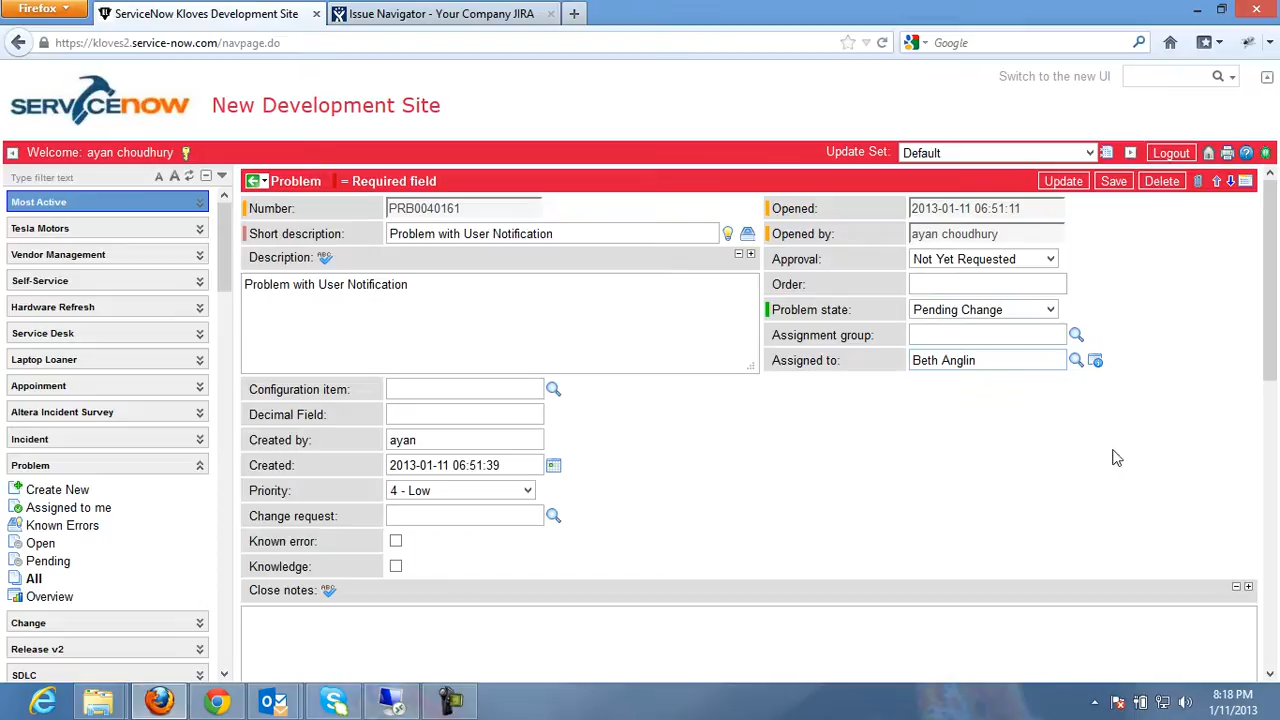 Firefox
ServiceNow Kloves Development Site
Issue Navigator - Your Company JIRA
https://kloves2.service-now.com/navpage.do
Google
SERVICENOW
New Development Site
Switch to the new UI
Welcome: ayan choudhury
Update Set:
Default
Logout
Type filter text
A A
Problem
= Required field
Update
Save
Delete
Most Active
Tesla Motors
Vendor Management
Self-Service
Hardware Refresh
Service Desk
Laptop Loaner
Appoinment
Altera Incident Survey
Incident
Problem
Create New
Assigned to me
Known Errors
Open
Pending
All
Overview
Change
Release v2
SDLC
Number:
PRB0040161
Short description:
Problem with User Notification
Description:
ABC
Problem with User Notification
Configuration item:
Decimal Field:
Created by:
ayan
Created:
2013-01-11 06:51:39
Priority:
4 - Low
Change request:
Known error:
Knowledge:
Close notes:
ABC
Opened:
2013-01-11 06:51:11
Opened by:
ayan choudhury
Approval:
Not Yet Requested
Order:
Problem state:
Pending Change
Assignment group:
Assigned to:
Beth Anglin
8:18 PM
1/11/2013